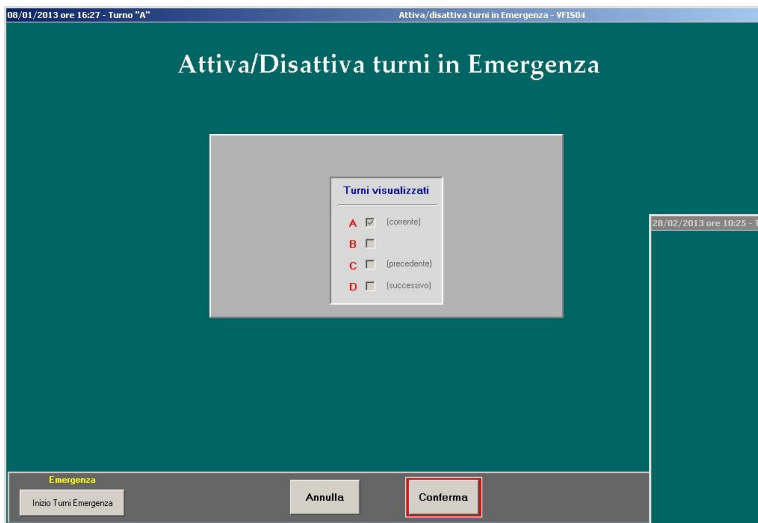 08/01/2013 ore 16:27 - Turno "A" Attiva/disattiva turni in Emergenza - VFIS04
Attiva/Disattiva turni in Emergenza
Turni visualizzati
A (corrente)
B
C (precedente)
D (successivo)
28/02/2013 ore 10:25 - T
Emergenza
Inizio Turni Emergenza
Annulla
Conferma